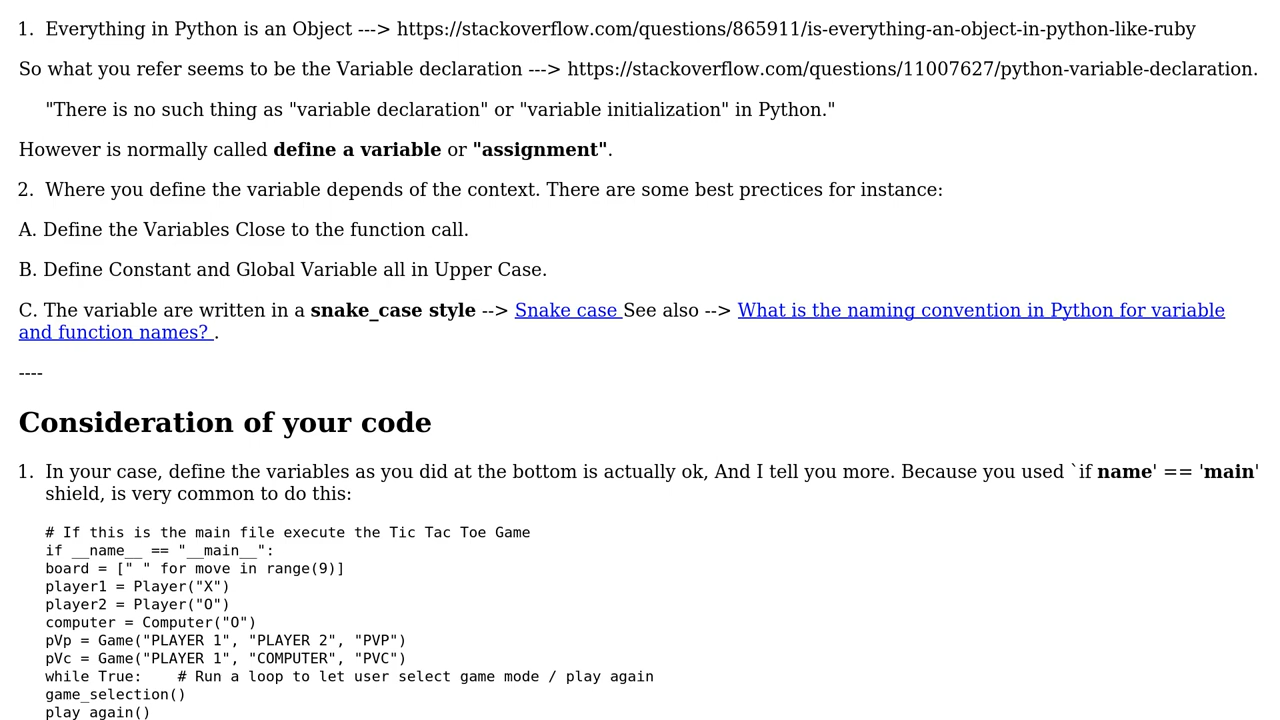 1. Everything in Python is an Object ---> https://stackoverflow.com/questions/865911/is-everything-an-object-in-python-like-ruby
So what you refer seems to be the Variable declaration ---> https://stackoverflow.com/questions/11007627/python-variable-declaration.
"There is no such thing as "variable declaration" or "variable initialization" in Python."
However is normally called define a variable or "assignment".
2. Where you define the variable depends of the context. There are some best prectices for instance:
A. Define the Variables Close to the function call.
B. Define Constant and Global Variable all in Upper Case.
C. The variable are written in a snake_case style --> Snake case See also --> What is the naming convention in Python for variable
and function names? .
----
Consideration of your code
1. In your case, define the variables as you did at the bottom is actually ok, And I tell you more. Because you used `if name' == 'main'
shield, is very common to do this:
# If this is the main file execute the Tic Tac Toe Game
if __name__ == "__main__":
board = [" " for move in range(9)]
player1 = Player("X")
player2 = Player("O")
computer = Computer("O")
pVp = Game("PLAYER 1", "PLAYER 2", "PVP")
pVc = Game("PLAYER 1", "COMPUTER", "PVC")
while True:    # Run a loop to let user select game mode / play again
game_selection()
play_again()